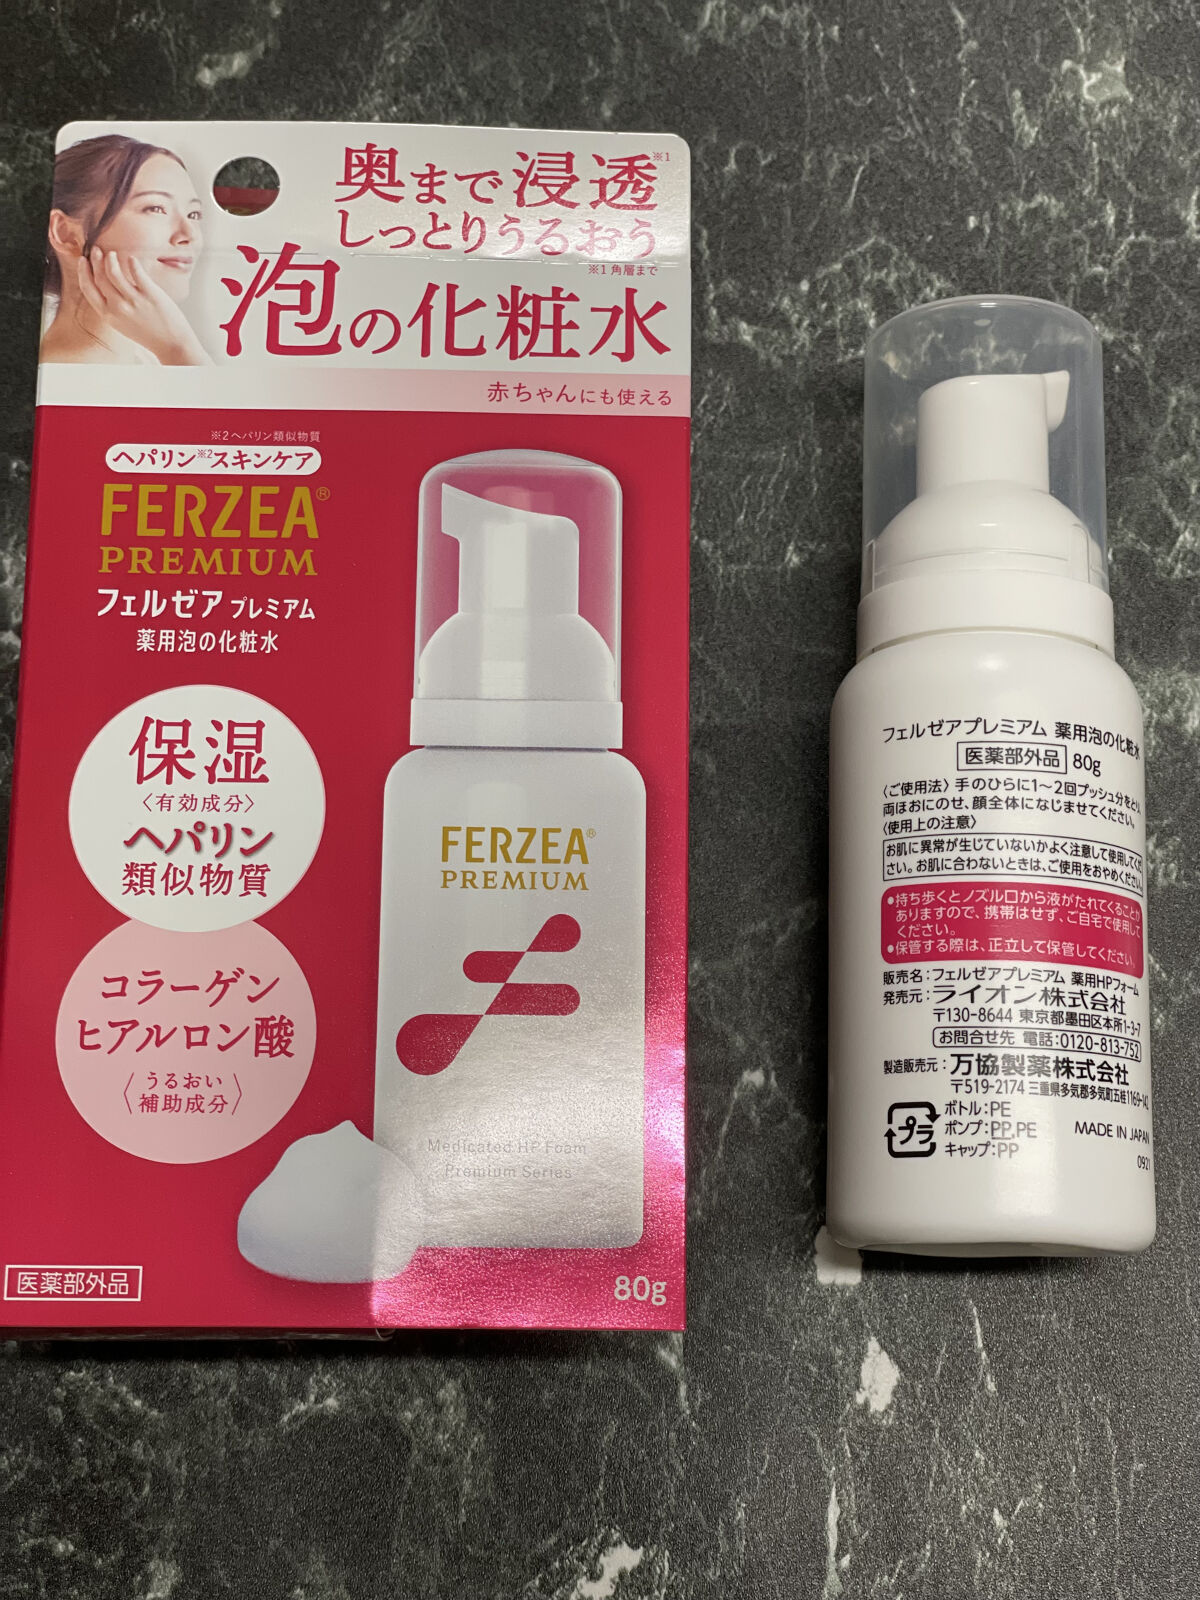 奥まで浸透※1
しっとりうるおう
※1 角層まで
泡の化粧水
赤ちゃんにも使える
※2ヘパリン類似物質
ヘパリン※2スキンケア
FERZEA®
PREMIUM
フェルゼア プレミアム
薬用泡の化粧水
保湿
〈有効成分〉
ヘパリン
類似物質
コラーゲン
ヒアルロン酸
〈うるおい
補助成分〉
医薬部外品
FERZEA®
PREMIUM
Medicated HP Foam
Premium Series
80g
フェルゼアプレミアム 薬用泡の化粧水
医薬部外品 80g
〈ご使用法〉手のひらに1〜2回プッシュ分をとり、
両ほおにのせ、顔全体になじませてください。
〈使用上の注意〉
お肌に異常が生じていないかよく注意して使用してくだ
さい。お肌に合わないときは、ご使用をおやめください。
●持ち歩くとノズル口から液がたれてくることが
ありますので、携帯はせず、ご自宅で使用して
ください。
●保管する際は、正立して保管してください。
販売名：フェルゼアプレミアム 薬用HPフォーム
発売元：ライオン株式会社
〒130-8644 東京都墨田区本所1-3-7
お問合せ先 電話：0120-813-752
製造販売元：万協製薬株式会社
〒519-2174 三重県多気郡多気町五桂1169-142
プラ
ボトル：PE
ポンプ：PP,PE
キャップ：PP
MADE IN JAPAN
0921